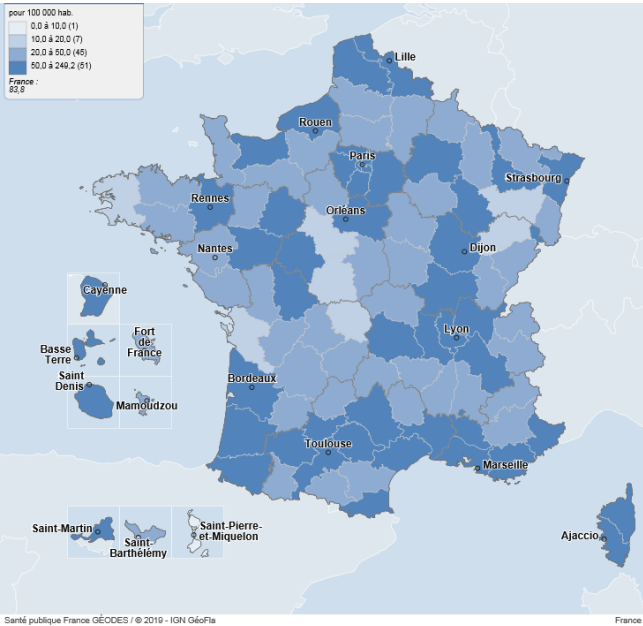 pour 100 000 hab.
0,0 à 10,0 (1)
10,0 à 20,0 (7)
20,0 à 50,0 (45)
50,0 à 249,2 (51)
France :
83,8
Lille
Rouen
Paris
Strasbourg
Rennes
Orléans
Nantes
Dijon
Cayenne
Lyon
Basse
Terre
Fort
de
France
Saint
Denis
Bordeaux
Mamoudzou
Toulouse
Marseille
Saint-Martin
Saint-
Barthélémy
Saint-Pierre-
et-Miquelon
Ajaccio
Santé publique France GÉODES / © 2019 - IGN GéoFla
France